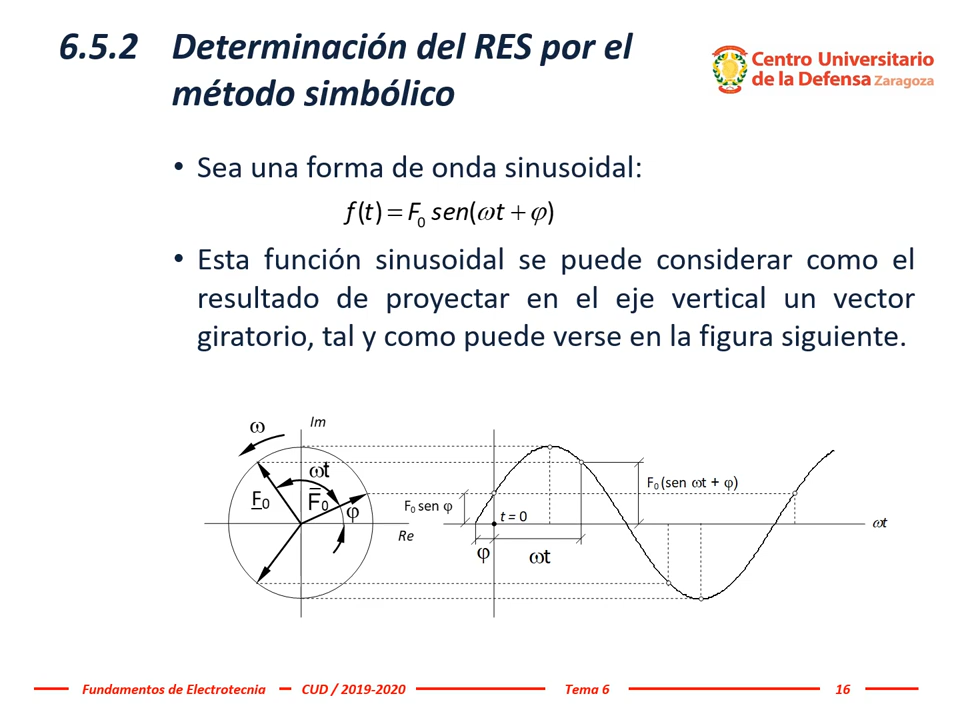 6.5.2 Determinación del RES por el
método simbólico
Centro Universitario
de la Defensa Zaragoza
• Sea una forma de onda sinusoidal:
f(t) = F₀ sen(ωt + φ)
• Esta función sinusoidal se puede considerar como el
resultado de proyectar en el eje vertical un vector
giratorio, tal y como puede verse en la figura siguiente.
ω
Im
ωt
F̲₀
F̅₀
φ
Re
F₀ sen φ
t = 0
φ
ωt
F₀ (sen ωt + φ)
ωt
Fundamentos de Electrotecnia CUD / 2019-2020 Tema 6 16